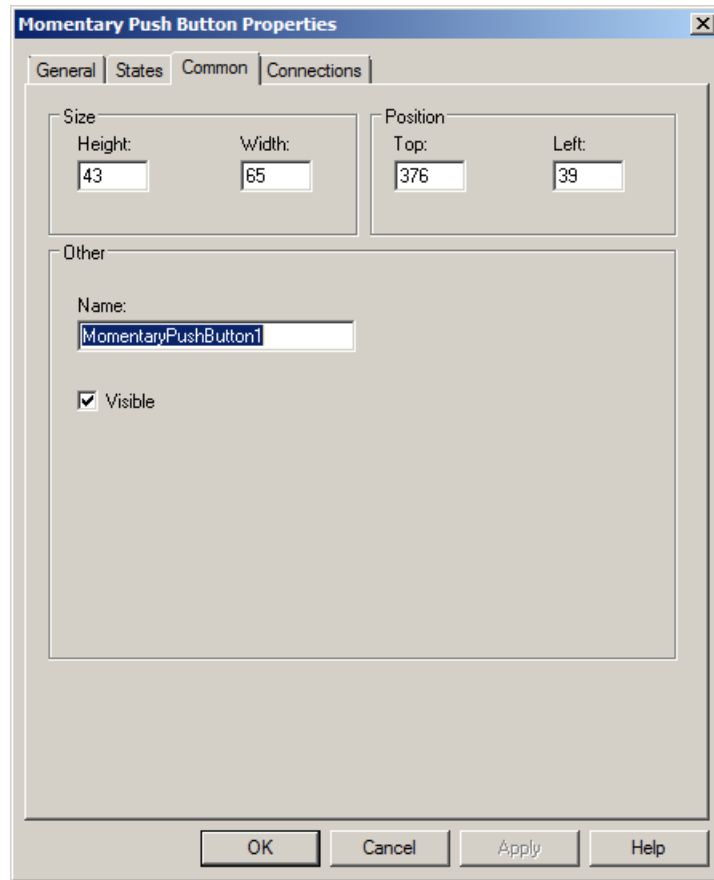 Momentary Push Button Properties
General States Common Connections
Size Position
Height: Width: Top: Left:
43 65 376 39
Other
Name:
MomentaryPushButton1
Visible
OK Cancel Apply Help